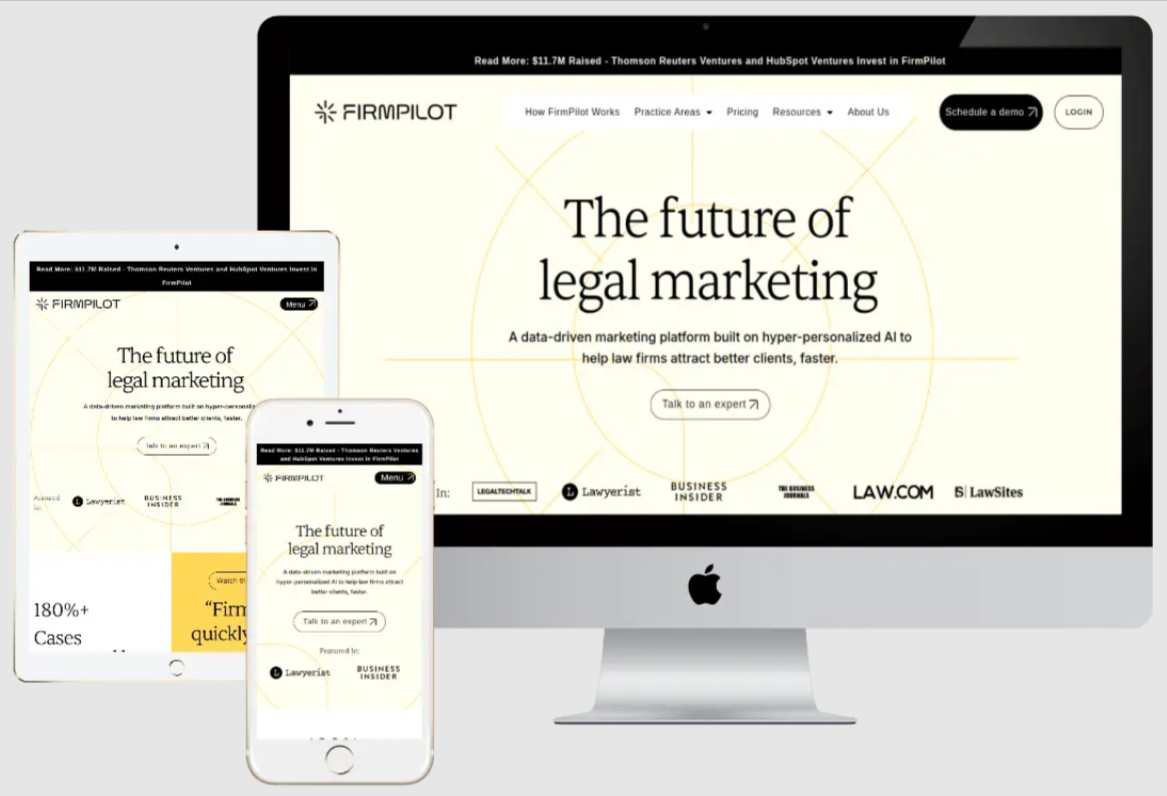 Read More: $11.7M Raised - Thomson Reuters Ventures and HubSpot Ventures Invest in FirmPilot
FIRMPILOT
How FirmPilot Works Practice Areas Pricing Resources About Us
Schedule a demo
LOGIN
The future of
legal marketing
A data-driven marketing platform built on hyper-personalized AI to
help law firms attract better clients, faster.
Talk to an expert
In:
LEGALTECHTALK
L Lawyerist
BUSINESS
INSIDER
THE BUSINESS
JOURNALS
LAW.COM
LawSites
Read More: $11.7M Raised - Thomson Reuters Ventures and HubSpot Ventures Invest in
FirmPilot
FIRMPILOT
Menu
The future of
legal marketing
A data-driven marketing platform built on
to help law firms attract better clients, faster.
Talk to an expert
Featured
In:
L Lawyerist
BUSINESS
INSIDER
THE BUSINESS
JOURNALS
180%+
Cases
Watch
“Firm
quickly
Read More: $11.7M Raised - Thomson Reuters Ventures
and HubSpot Ventures Invest in FirmPilot
FIRMPILOT
Menu
The future of
legal marketing
A data-driven marketing platform built on
hyper-personalized AI to help law firms attract
better clients, faster.
Talk to an expert
Featured In:
L Lawyerist
BUSINESS
INSIDER